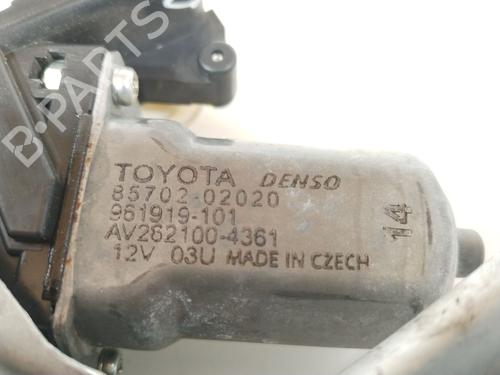 B-PARTS
TOYOTA DENSO
85702-02020
961919-101
AV262100-4361
12V 03U MADE IN CZECH
14